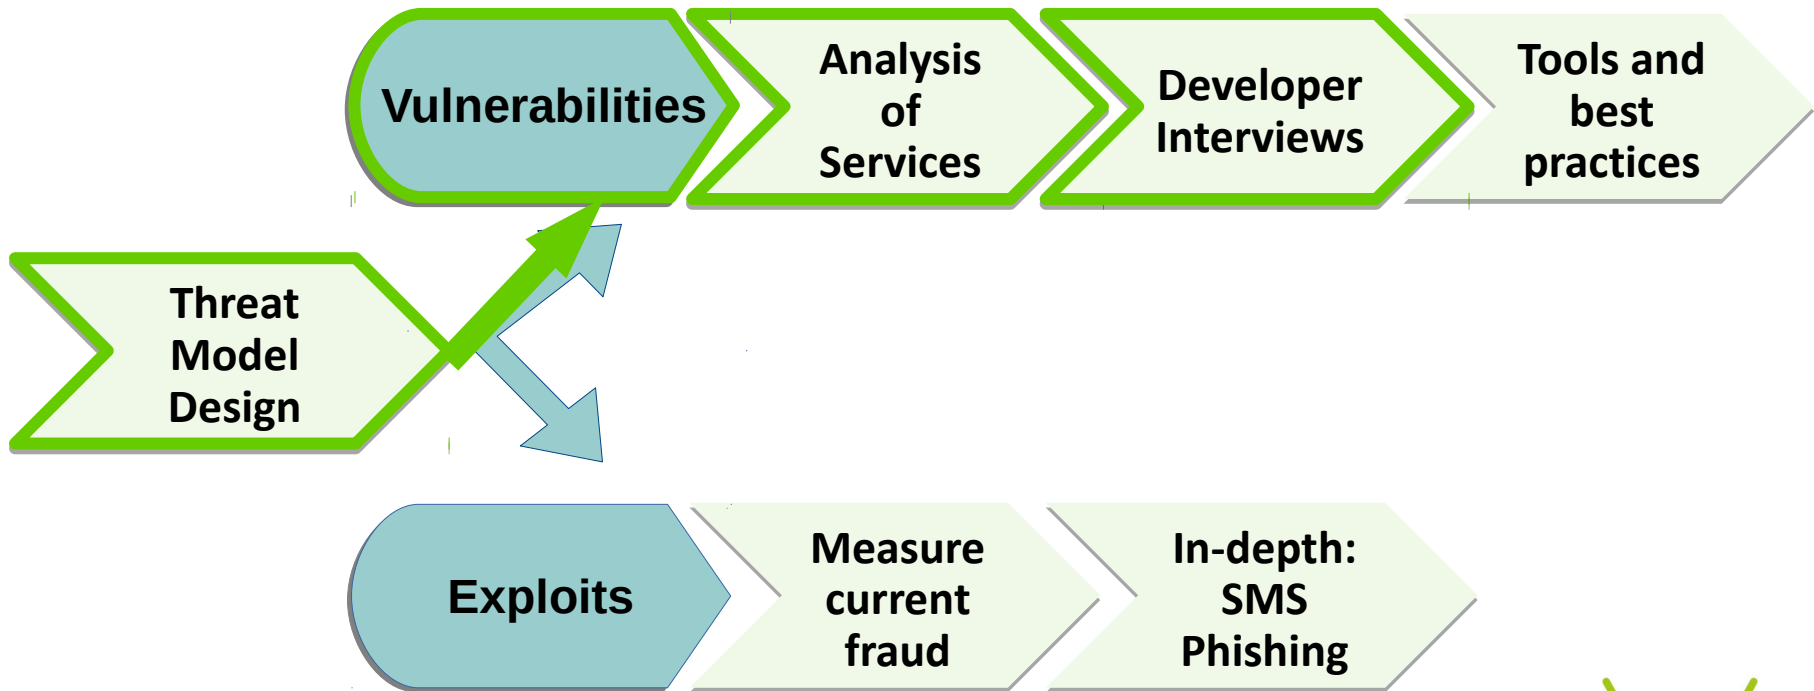 Vulnerabilities
Analysis
of
Services
Developer
Interviews
Tools and
best
practices
Threat
Model
Design
Exploits
Measure
current
fraud
In-depth:
SMS
Phishing